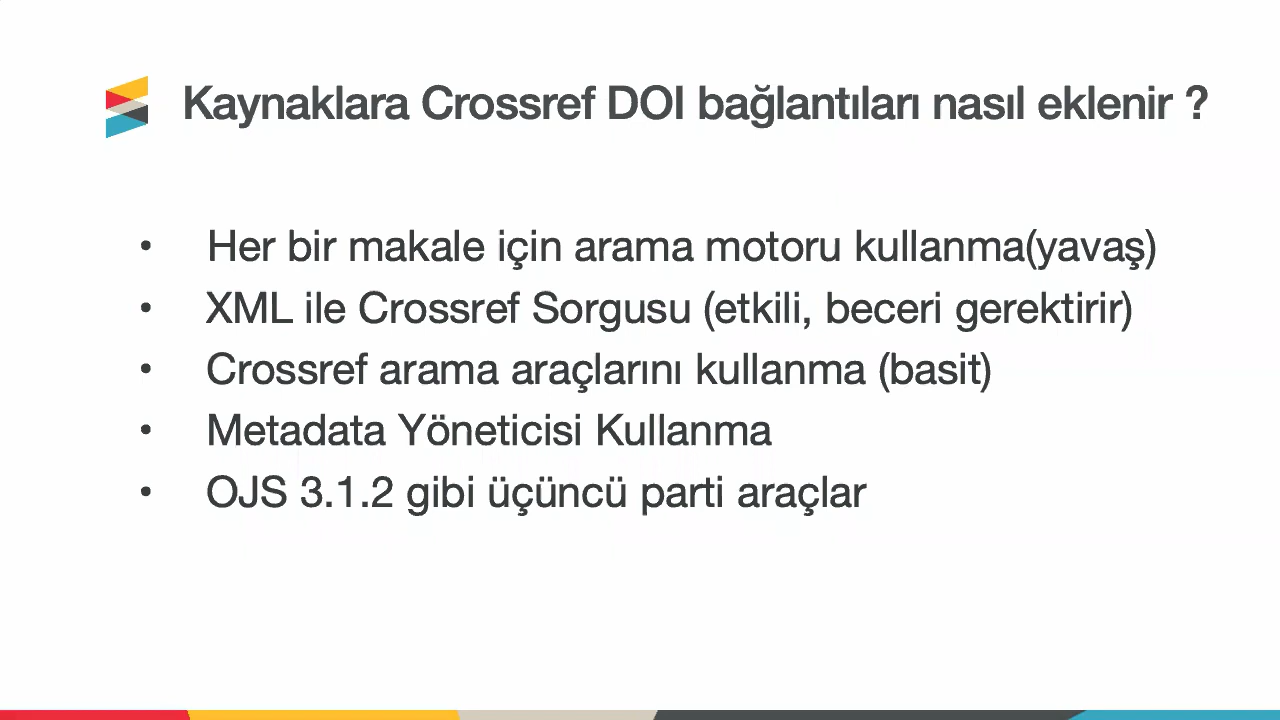 Kaynaklara Crossref DOI bağlantıları nasıl eklenir ?
• Her bir makale için arama motoru kullanma(yavaş)
• XML ile Crossref Sorgusu (etkili, beceri gerektirir)
• Crossref arama araçlarını kullanma (basit)
• Metadata Yöneticisi Kullanma
• OJS 3.1.2 gibi üçüncü parti araçlar